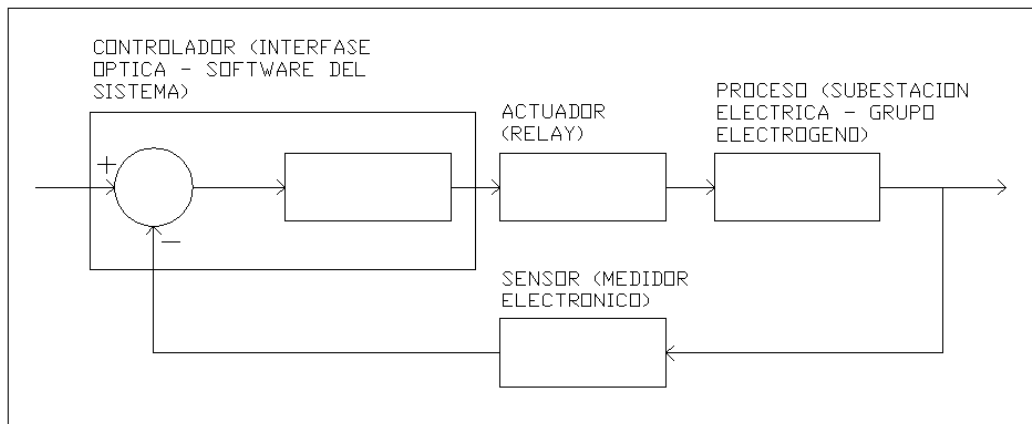 CONTROLADOR (INTERFASE
OPTICA - SOFTWARE DEL
SISTEMA)
ACTUADOR
(RELAY)
PROCESO (SUBESTACION
ELECTRICA - GRUPO
ELECTROGENO)
+
-
SENSOR (MEDIDOR
ELECTRONICO)